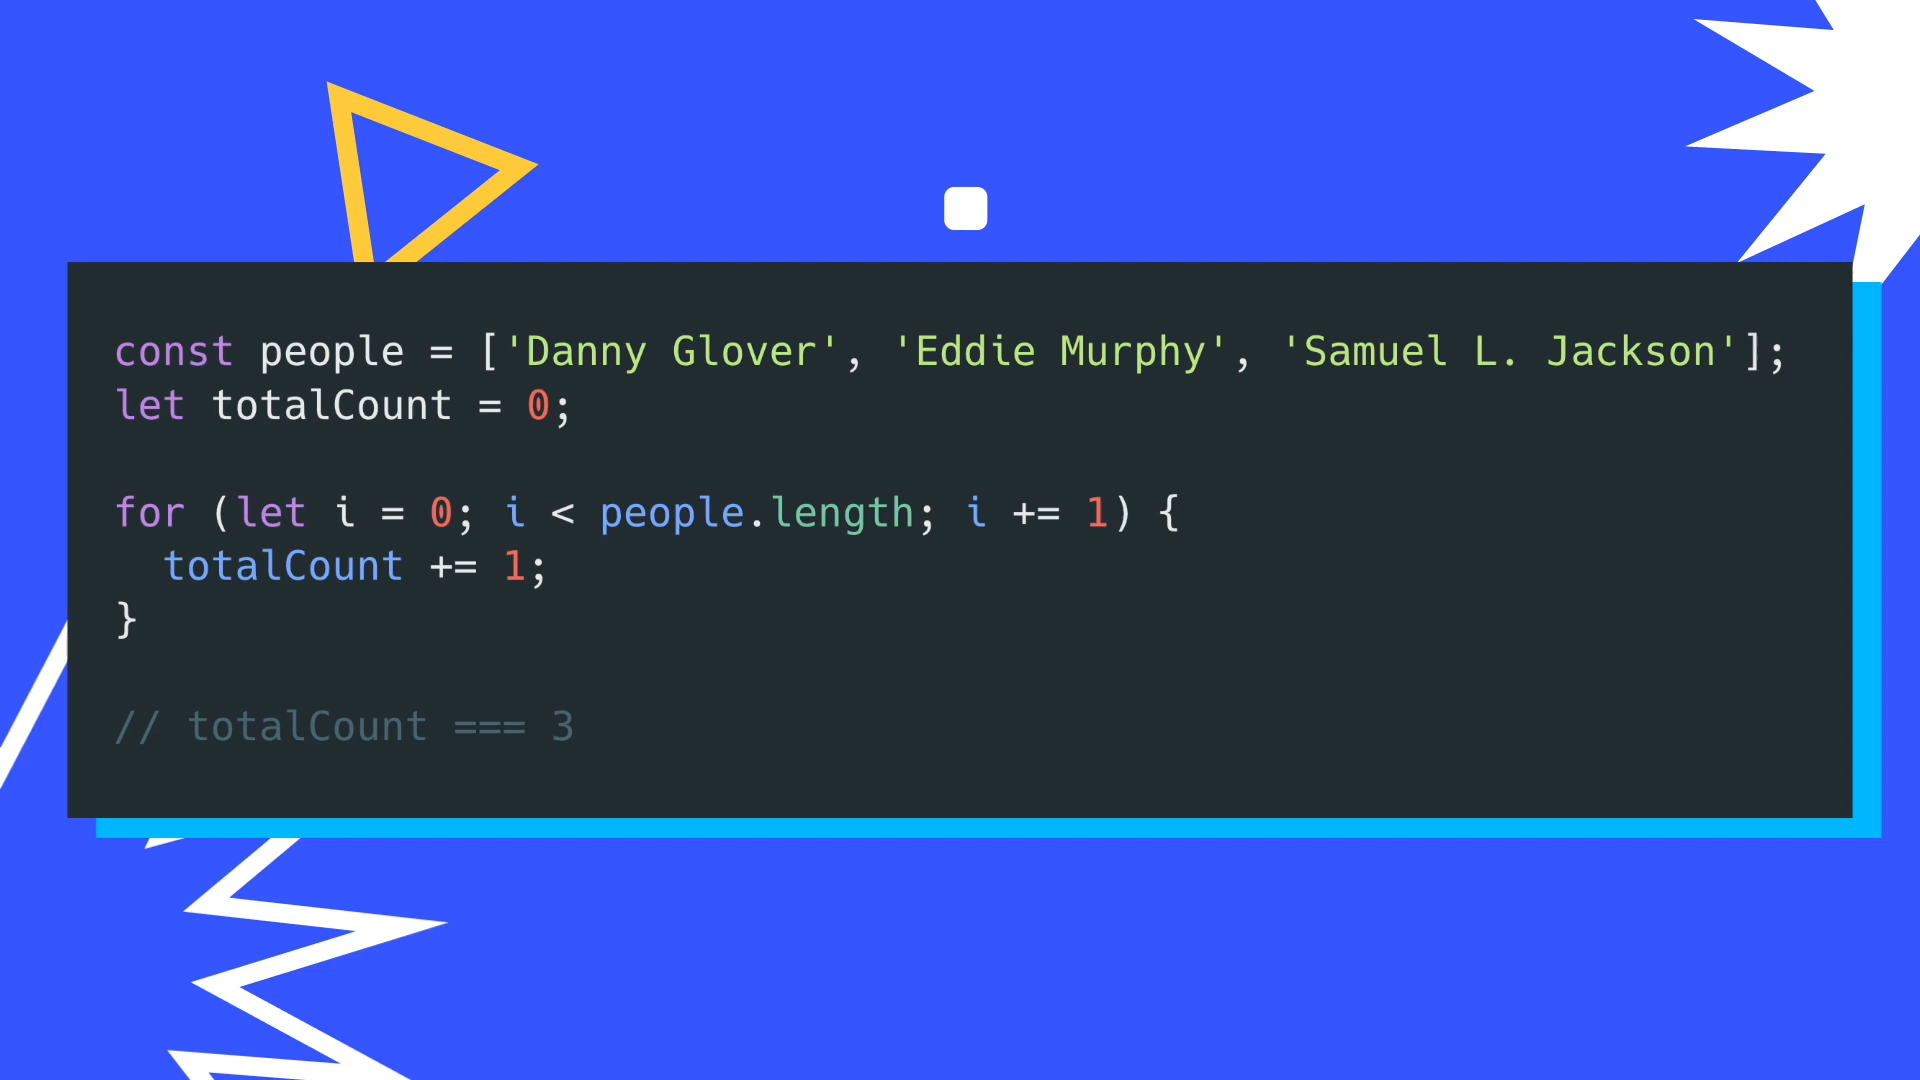 const people = ['Danny Glover', 'Eddie Murphy', 'Samuel L. Jackson'];
let totalCount = 0;
for (let i = 0; i < people.length; i += 1) {
  totalCount += 1;
}
// totalCount === 3